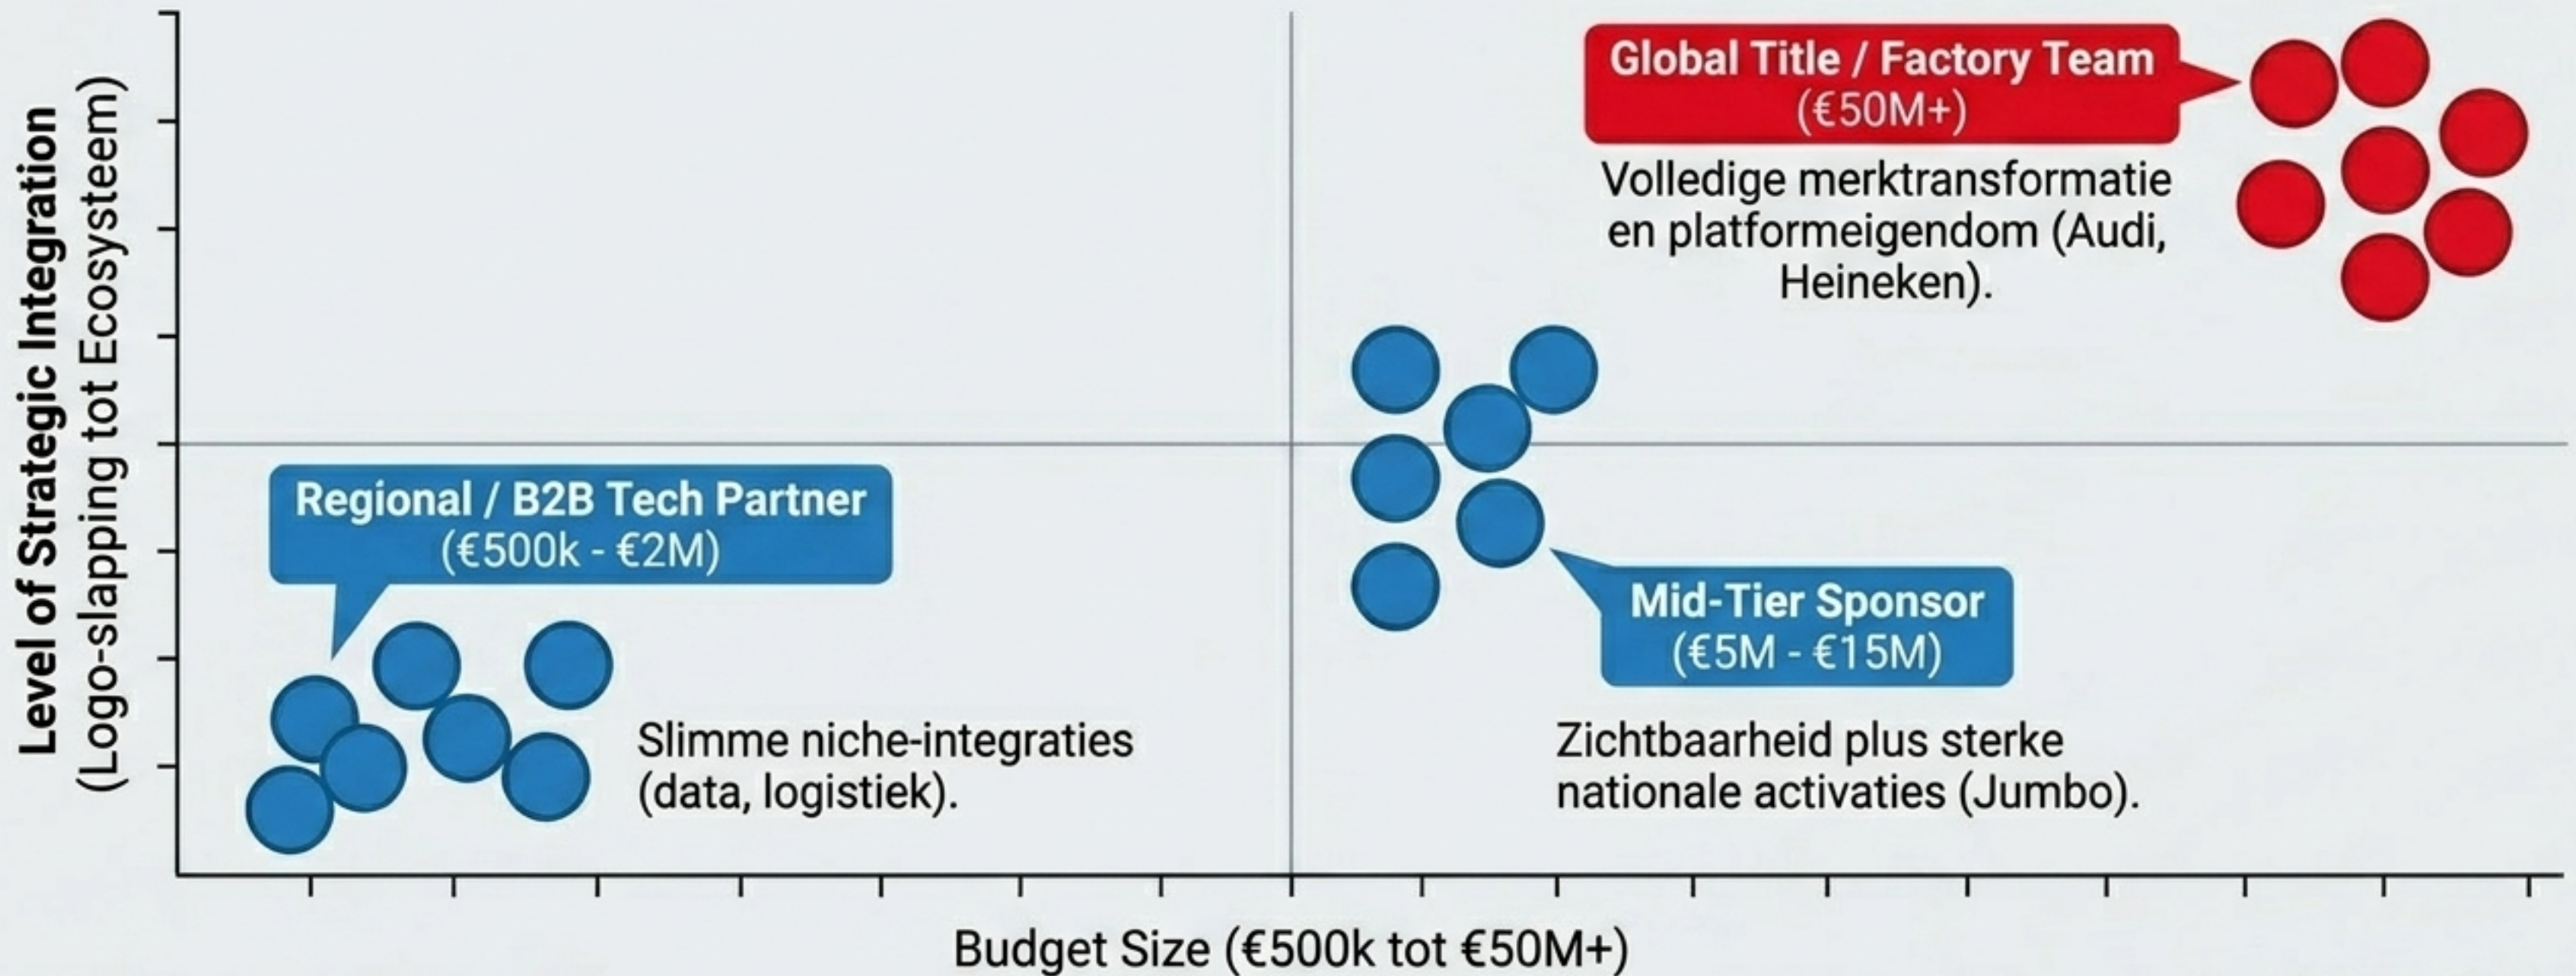 Level of Strategic Integration
(Logo-slapping tot Ecosysteem)
Global Title / Factory Team
(€50M+)
Volledige merktransformatie
en platformeigendom (Audi,
Heineken).
Regional / B2B Tech Partner
(€500k - €2M)
Slimme niche-integraties
(data, logistiek).
Mid-Tier Sponsor
(€5M - €15M)
Zichtbaarheid plus sterke
nationale activaties (Jumbo).
Budget Size (€500k tot €50M+)